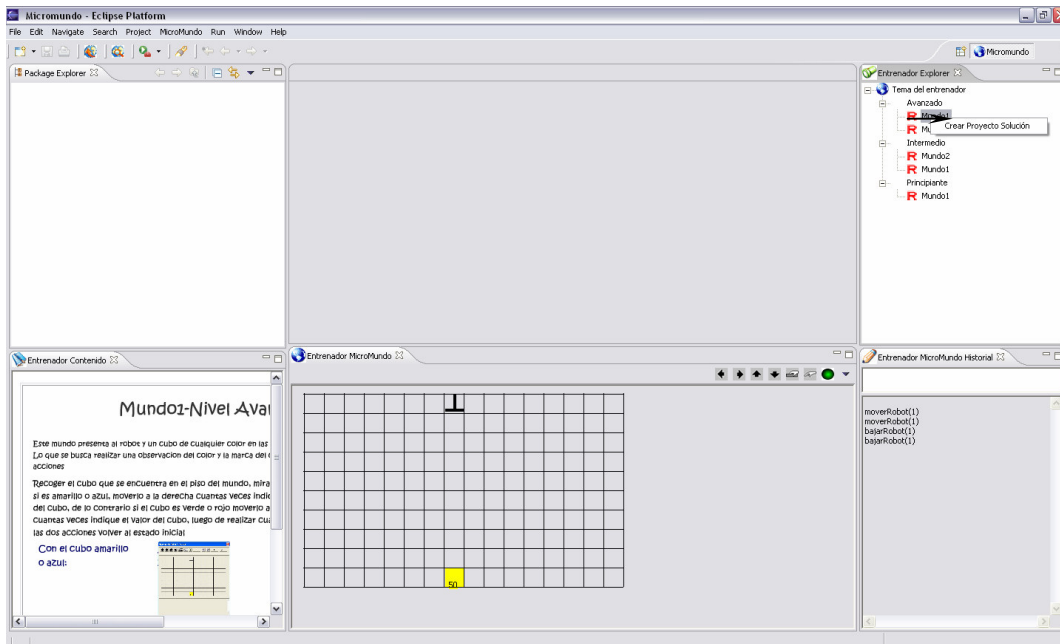 Micromundo - Eclipse Platform
File Edit Navigate Search Project MicroMundo Run Window Help
Micromundo
Package Explorer
Entrenador Explorer
Tema del entrenador
Avanzado
Mundo1
Crear Proyecto Solución
Intermedio
Mundo2
Mundo1
Principiante
Mundo1
Entrenador Contenido
Mundo1-Nivel Ava
Este mundo presenta al robot y un cubo de cualquier color en las
Lo que se busca realizar una observacion del color y la marca del
acciones
Recoger el cubo que se encuentra en el piso del mundo, mira
si es amarillo o azul, moverlo a la derecha cuantas veces indi
del cubo, de lo contrario si el cubo es verde o rojo moverlo a
cuantas veces indique el valor del cubo, luego de realizar cua
las dos acciones volver al estado inicial
Con el cubo amarillo
o azul:
Entrenador MicroMundo
50
Entrenador MicroMundo Historial
moverRobot(1)
moverRobot(1)
bajarRobot(1)
bajarRobot(1)